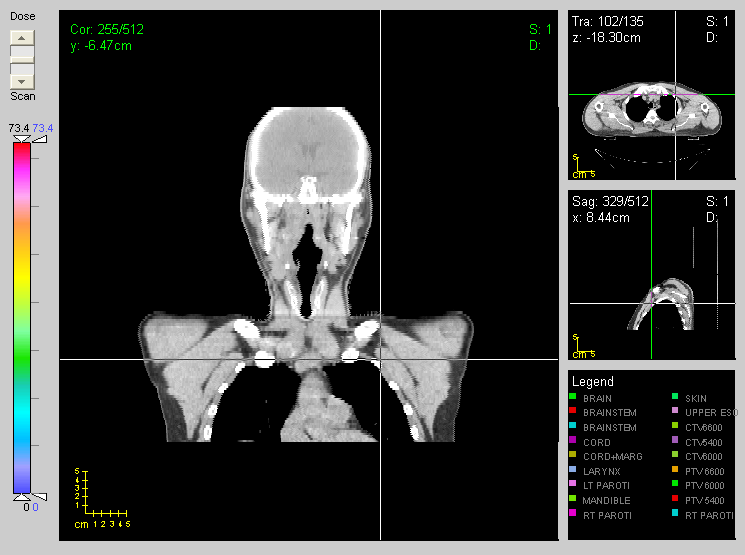 Dose
Scan
73.4 73.4
0 0
Cor: 255/512 S: 1
y: -6.47cm D:
5
4
3
2
1
cm 1 2 3 4 5
Tra: 102/135 S: 1
z: -18.30cm D:
5
cm 5
Sag: 329/512 S: 1
x: 8.44cm D:
5
cm 5
Legend
BRAIN SKIN
BRAINSTEM UPPER ESO
BRAINSTEM CTV6600
CORD CTV5400
CORD+MARG CTV6000
LARYNX PTV6600
LT PAROTI PTV6000
MANDIBLE PTV5400
RT PAROTI RT PAROTI